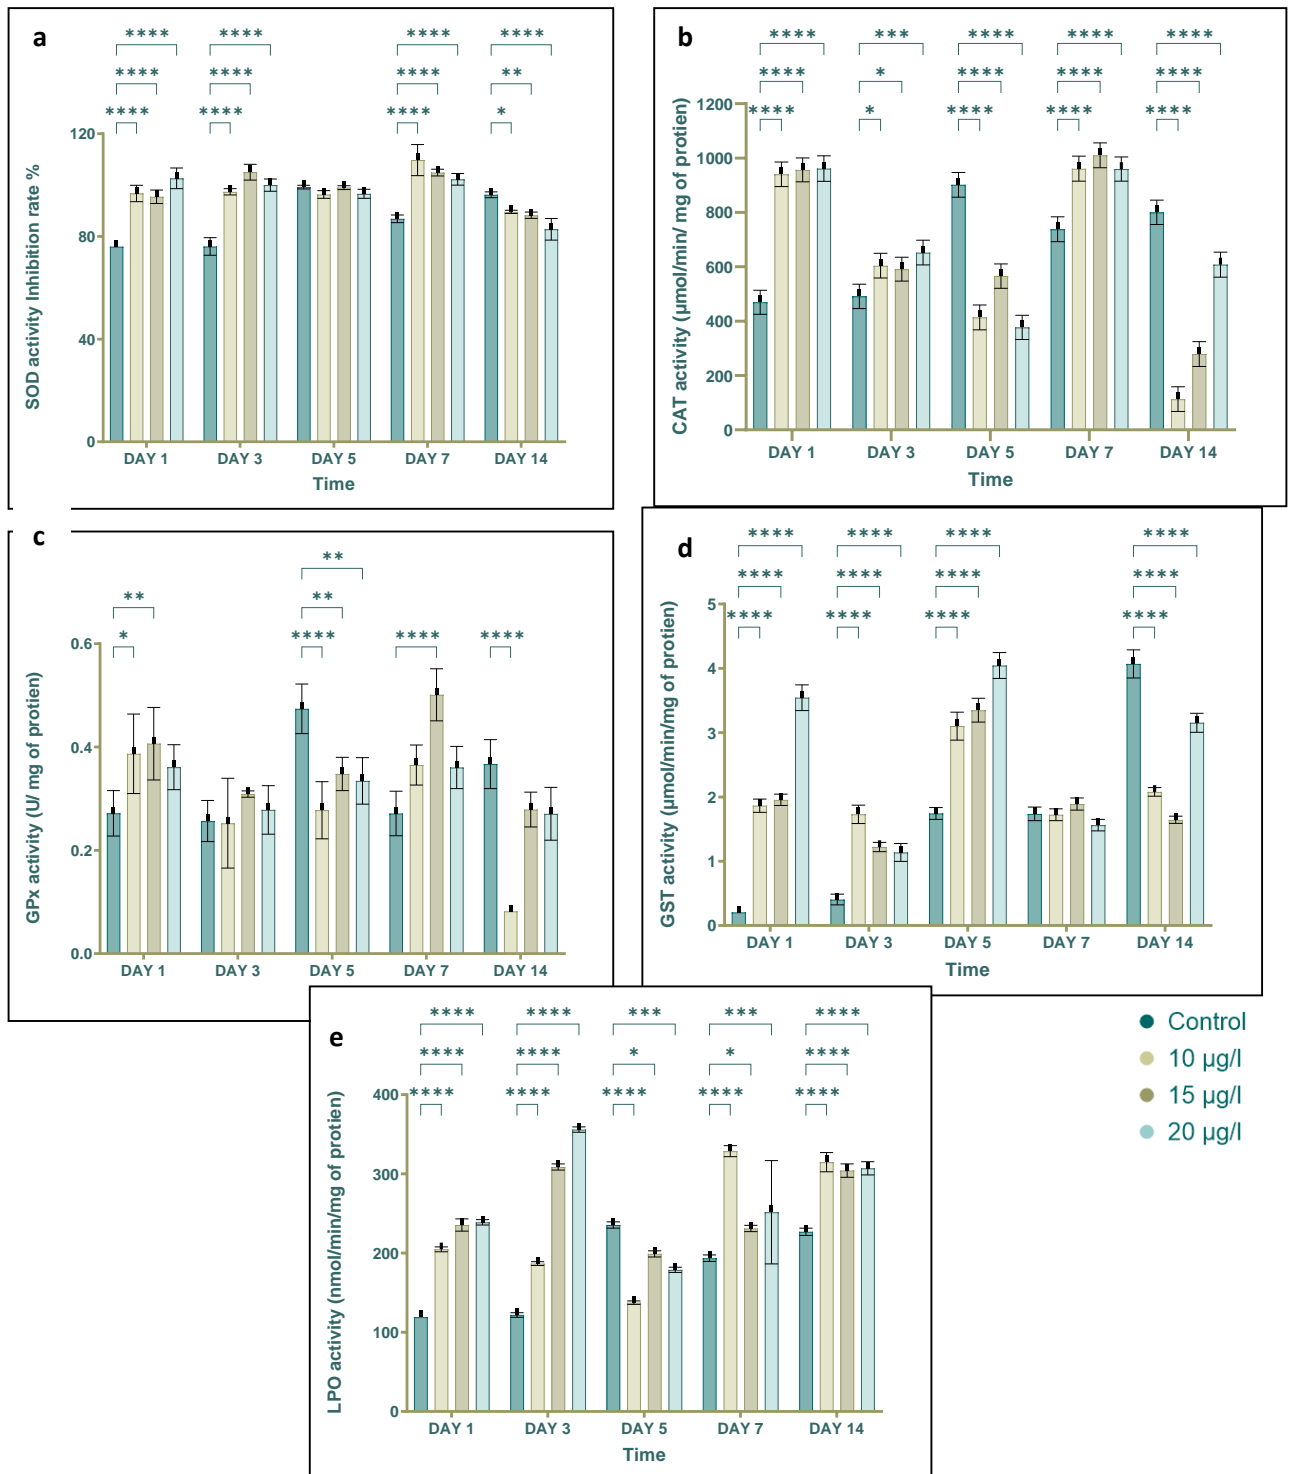 a
**** ****
**** ****
**** ****
**** **** **** **
**** **** **** *
SOD activity Inhibition rate %
120
80
40
0
DAY 1 DAY 3 DAY 5 DAY 7 DAY 14
Time
b
**** *** **** **** ****
**** * **** **** ****
**** * **** **** ****
CAT activity (µmol/min/ mg of protien)
1200
1000
800
600
400
200
0
DAY 1 DAY 3 DAY 5 DAY 7 DAY 14
Time
c
**
** **
* **** **** ****
GPx activity (U/ mg of protien)
0.6
0.4
0.2
0.0
DAY 1 DAY 3 DAY 5 DAY 7 DAY 14
d
**** **** **** ****
**** **** **** ****
**** **** **** ****
GST activity (µmol/min/mg of protien)
5
4
3
2
1
0
DAY 1 DAY 3 DAY 5 DAY 7 DAY 14
Time
e
**** **** *** *** ****
**** **** * * ****
**** **** **** **** ****
LPO activity (nmol/min/mg of protien)
400
300
200
100
0
DAY 1 DAY 3 DAY 5 DAY 7 DAY 14
Time
Control
10 µg/l
15 µg/l
20 µg/l